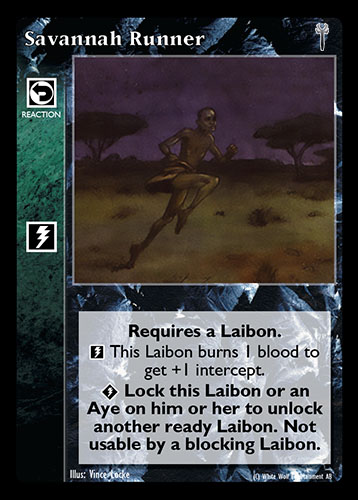 Savannah Runner
REACTION
Requires a Laibon.
This Laibon burns 1 blood to
get +1 intercept.
Lock this Laibon or an
Aye on him or her to unlock
another ready Laibon. Not
usable by a blocking Laibon.
Illus: Vince Locke
(C) White Wolf Entertainment AB